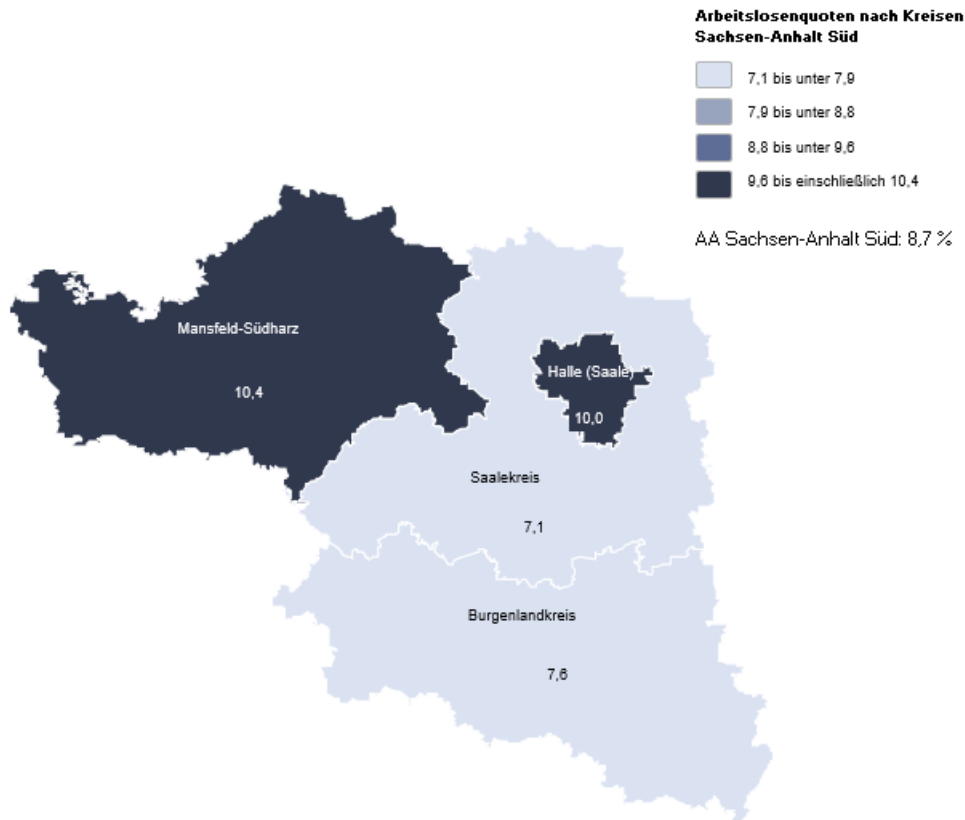 Arbeitslosenquoten nach Kreisen
Sachsen-Anhalt Süd
7,1 bis unter 7,9
7,9 bis unter 8,8
8,8 bis unter 9,6
9,6 bis einschließlich 10,4
AA Sachsen-Anhalt Süd: 8,7 %
Mansfeld-Südharz
10,4
Halle (Saale)
10,0
Saalekreis
7,1
Burgenlandkreis
7,6